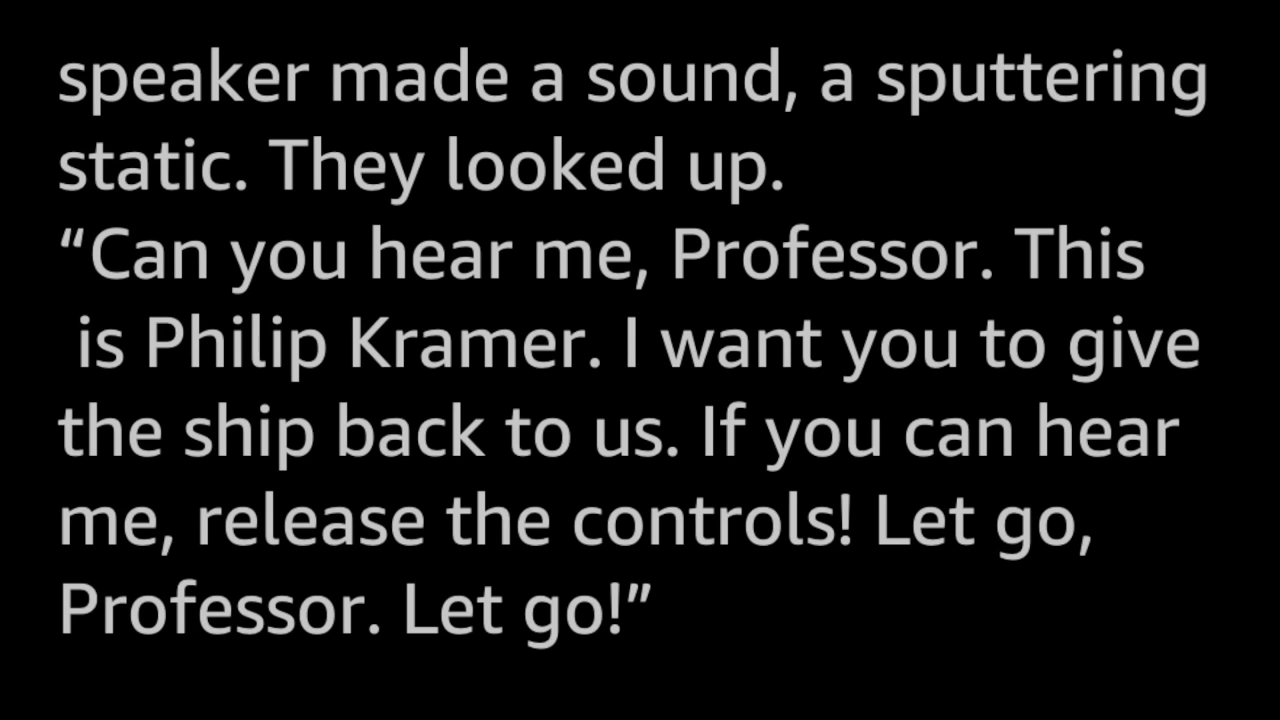 speaker made a sound, a sputtering
static. They looked up.
“Can you hear me, Professor. This
is Philip Kramer. I want you to give
the ship back to us. If you can hear
me, release the controls! Let go,
Professor. Let go!”